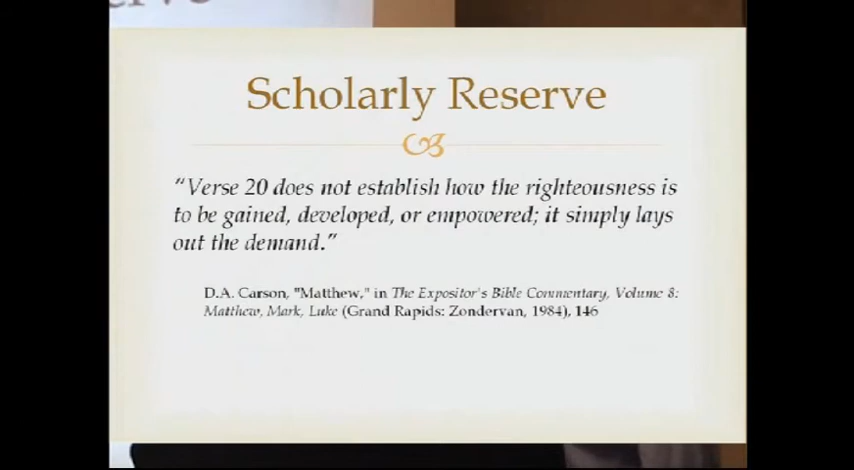 Scholarly Reserve
“Verse 20 does not establish how the righteousness is
to be gained, developed, or empowered; it simply lays
out the demand.”
D.A. Carson, "Matthew," in The Expositor's Bible Commentary, Volume 8:
Matthew, Mark, Luke (Grand Rapids: Zondervan, 1984), 146